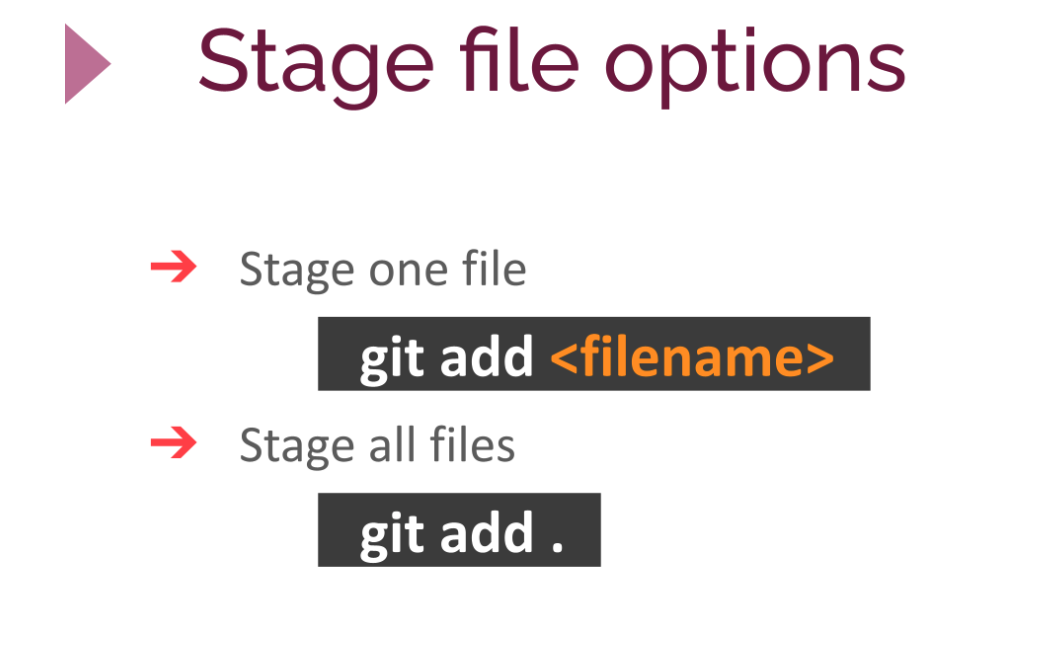 Stage file options
➔ Stage one file
git add <filename>
➔ Stage all files
git add .